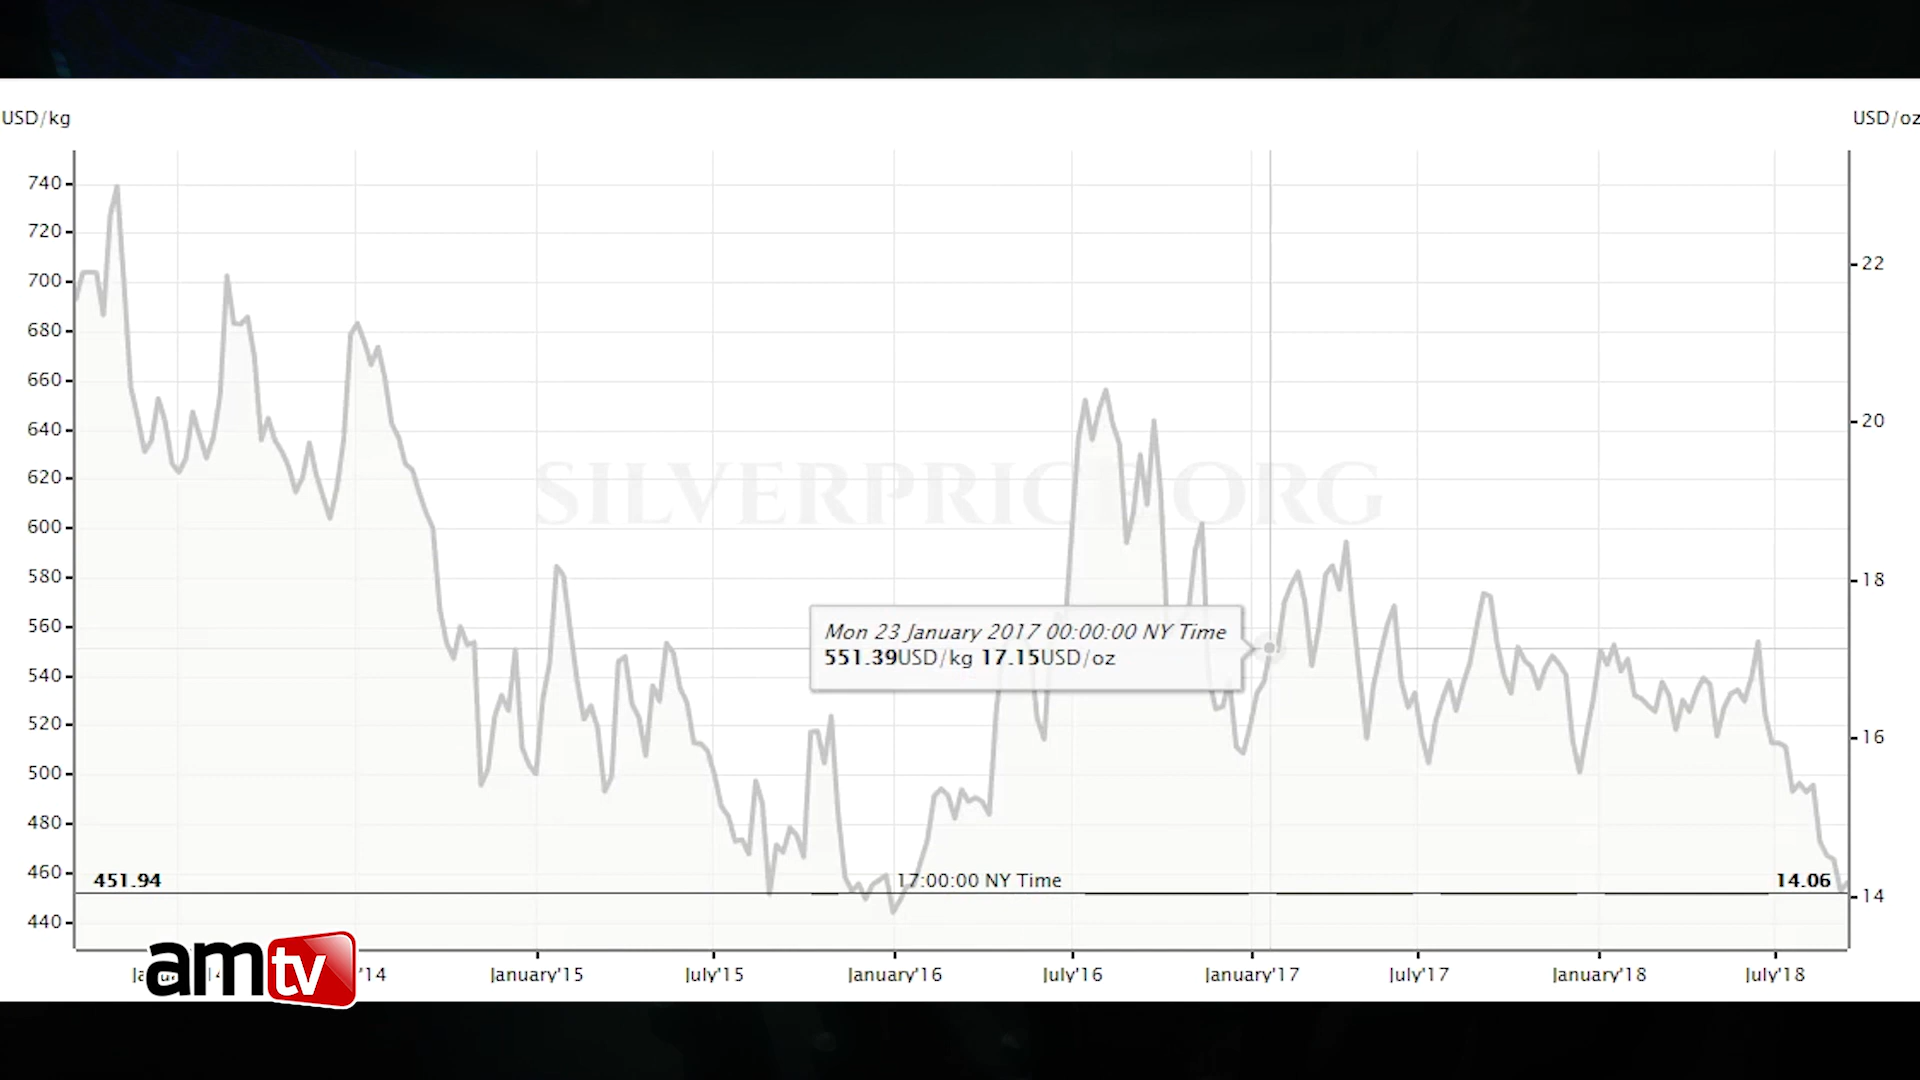 USD/kg
USD/oz
740
720
700
680
660
640
620
600
580
560
540
520
500
480
460
440
22
20
18
16
14
SILVERPRICE.ORG
Mon 23 January 2017 00:00:00 NY Time
551.39USD/kg 17.15USD/oz
451.94
17:00:00 NY Time
14.06
'14
January'15
July'15
January'16
July'16
January'17
July'17
January'18
July'18
amtv